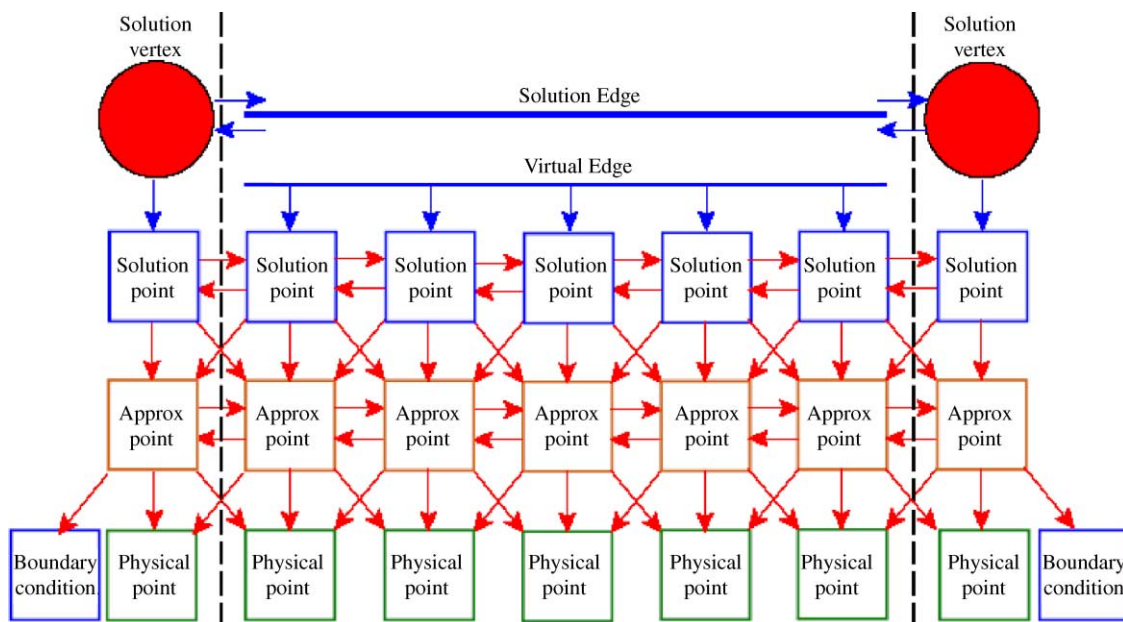 Solution
vertex
Solution
vertex
Solution Edge
Virtual Edge
Solution
point
Solution
point
Solution
point
Solution
point
Solution
point
Solution
point
Solution
point
Approx
point
Approx
point
Approx
point
Approx
point
Approx
point
Approx
point
Approx
point
Boundary
condition.
Physical
point
Physical
point
Physical
point
Physical
point
Physical
point
Physical
point
Physical
point
Boundary
condition